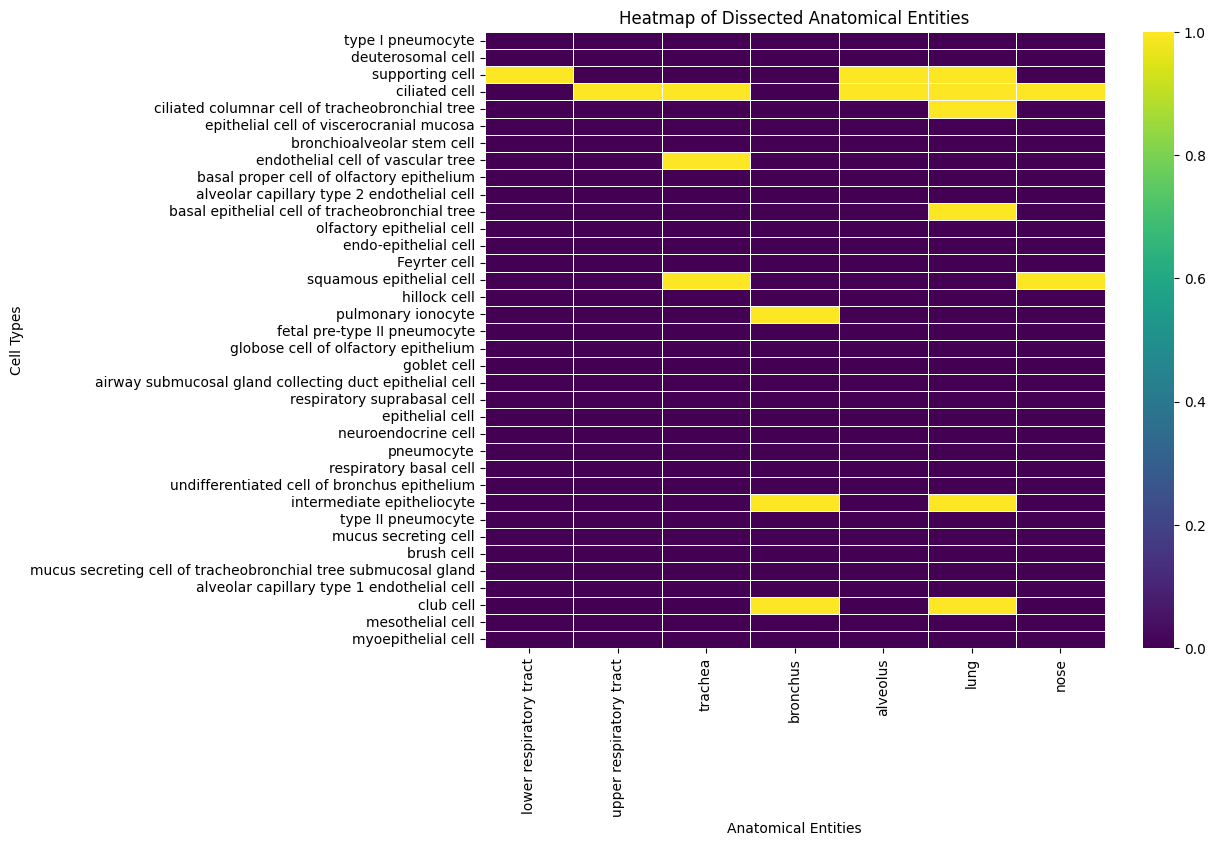 Heatmap of Dissected Anatomical Entities
type I pneumocyte
deuterosomal cell
supporting cell
ciliated cell
ciliated columnar cell of tracheobronchial tree
epithelial cell of viscerocranial mucosa
bronchioalveolar stem cell
endothelial cell of vascular tree
basal proper cell of olfactory epithelium
alveolar capillary type 2 endothelial cell
basal epithelial cell of tracheobronchial tree
olfactory epithelial cell
endo-epithelial cell
Feyrter cell
squamous epithelial cell
hillock cell
pulmonary ionocyte
fetal pre-type II pneumocyte
globose cell of olfactory epithelium
goblet cell
airway submucosal gland collecting duct epithelial cell
respiratory suprabasal cell
epithelial cell
neuroendocrine cell
pneumocyte
respiratory basal cell
undifferentiated cell of bronchus epithelium
intermediate epitheliocyte
type II pneumocyte
mucus secreting cell
brush cell
mucus secreting cell of tracheobronchial tree submucosal gland
alveolar capillary type 1 endothelial cell
club cell
mesothelial cell
myoepithelial cell
Cell Types
lower respiratory tract
upper respiratory tract
trachea
bronchus
alveolus
lung
nose
Anatomical Entities
1.0
0.8
0.6
0.4
0.2
0.0